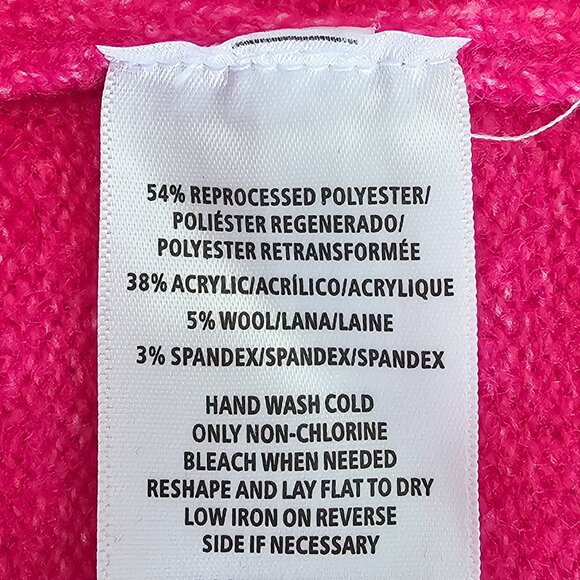 54% REPROCESSED POLYESTER/
POLIÉSTER REGENERADO/
POLYESTER RETRANSFORMÉE
38% ACRYLIC/ACRÍLICO/ACRYLIQUE
5% WOOL/LANA/LAINE
3% SPANDEX/SPANDEX/SPANDEX
HAND WASH COLD
ONLY NON-CHLORINE
BLEACH WHEN NEEDED
RESHAPE AND LAY FLAT TO DRY
LOW IRON ON REVERSE
SIDE IF NECESSARY